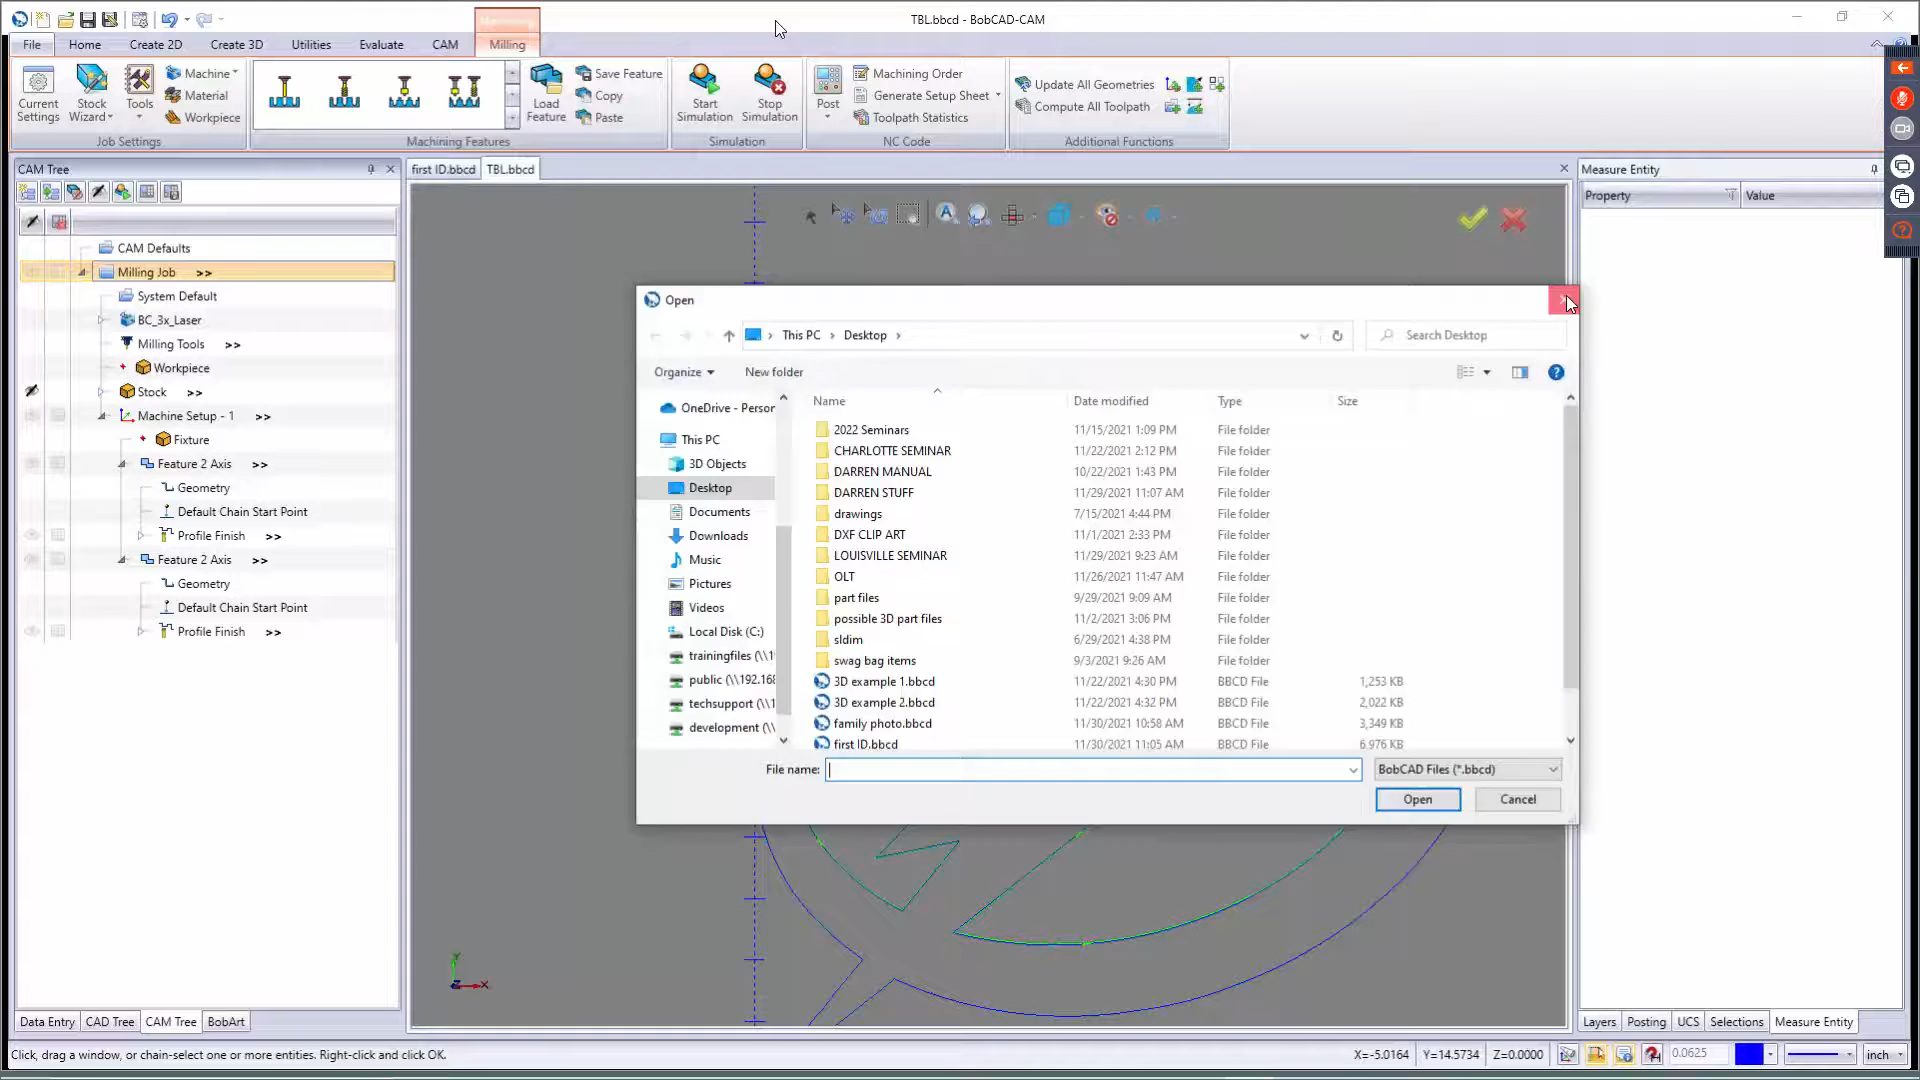 TBL.bbcd - BobCAD-CAM
File Home Create 2D Create 3D Utilities Evaluate CAM Milling
Current Settings
Stock Wizard
Tools
Machine
Material
Workpiece
Job Settings
Load Feature
Save Feature
Copy
Paste
Machining Features
Start Simulation
Stop Simulation
Simulation
Post
Machining Order
Generate Setup Sheet
Toolpath Statistics
NC Code
Update All Geometries
Compute All Toolpath
Additional Functions
CAM Tree
first ID.bbcd TBL.bbcd
Measure Entity
Property Value
CAM Defaults
Milling Job >>
System Default
BC_3x_Laser
Milling Tools >>
Workpiece
Stock >>
Machine Setup - 1 >>
Fixture
Feature 2 Axis >>
Geometry
Default Chain Start Point
Profile Finish >>
Feature 2 Axis >>
Geometry
Default Chain Start Point
Profile Finish >>
Open
This PC > Desktop >
Search Desktop
Organize New folder
Name Date modified Type Size
OneDrive - Person
This PC
3D Objects
Desktop
Documents
Downloads
Music
Pictures
Videos
Local Disk (C:)
trainingfiles (\\1
public (\\192.168
techsupport (\\1
development (\\
2022 Seminars 11/15/2021 1:09 PM File folder
CHARLOTTE SEMINAR 11/22/2021 2:12 PM File folder
DARREN MANUAL 10/22/2021 1:43 PM File folder
DARREN STUFF 11/29/2021 11:07 AM File folder
drawings 7/15/2021 4:44 PM File folder
DXF CLIP ART 11/1/2021 2:33 PM File folder
LOUISVILLE SEMINAR 11/29/2021 9:23 AM File folder
OLT 11/26/2021 11:47 AM File folder
part files 9/29/2021 9:09 AM File folder
possible 3D part files 11/2/2021 3:06 PM File folder
sldim 6/29/2021 4:38 PM File folder
swag bag items 9/3/2021 9:26 AM File folder
3D example 1.bbcd 11/22/2021 4:30 PM BBCD File 1,253 KB
3D example 2.bbcd 11/22/2021 4:32 PM BBCD File 2,022 KB
family photo.bbcd 11/30/2021 10:58 AM BBCD File 3,349 KB
first ID.bbcd 11/30/2021 11:05 AM BBCD File 6,976 KB
File name: BobCAD Files (*.bbcd)
Open Cancel
Y
Z X
Data Entry CAD Tree CAM Tree BobArt
Layers Posting UCS Selections Measure Entity
Click, drag a window, or chain-select one or more entities. Right-click and click OK.
X=-5.0164 Y=14.5734 Z=0.0000 0.0625 inch